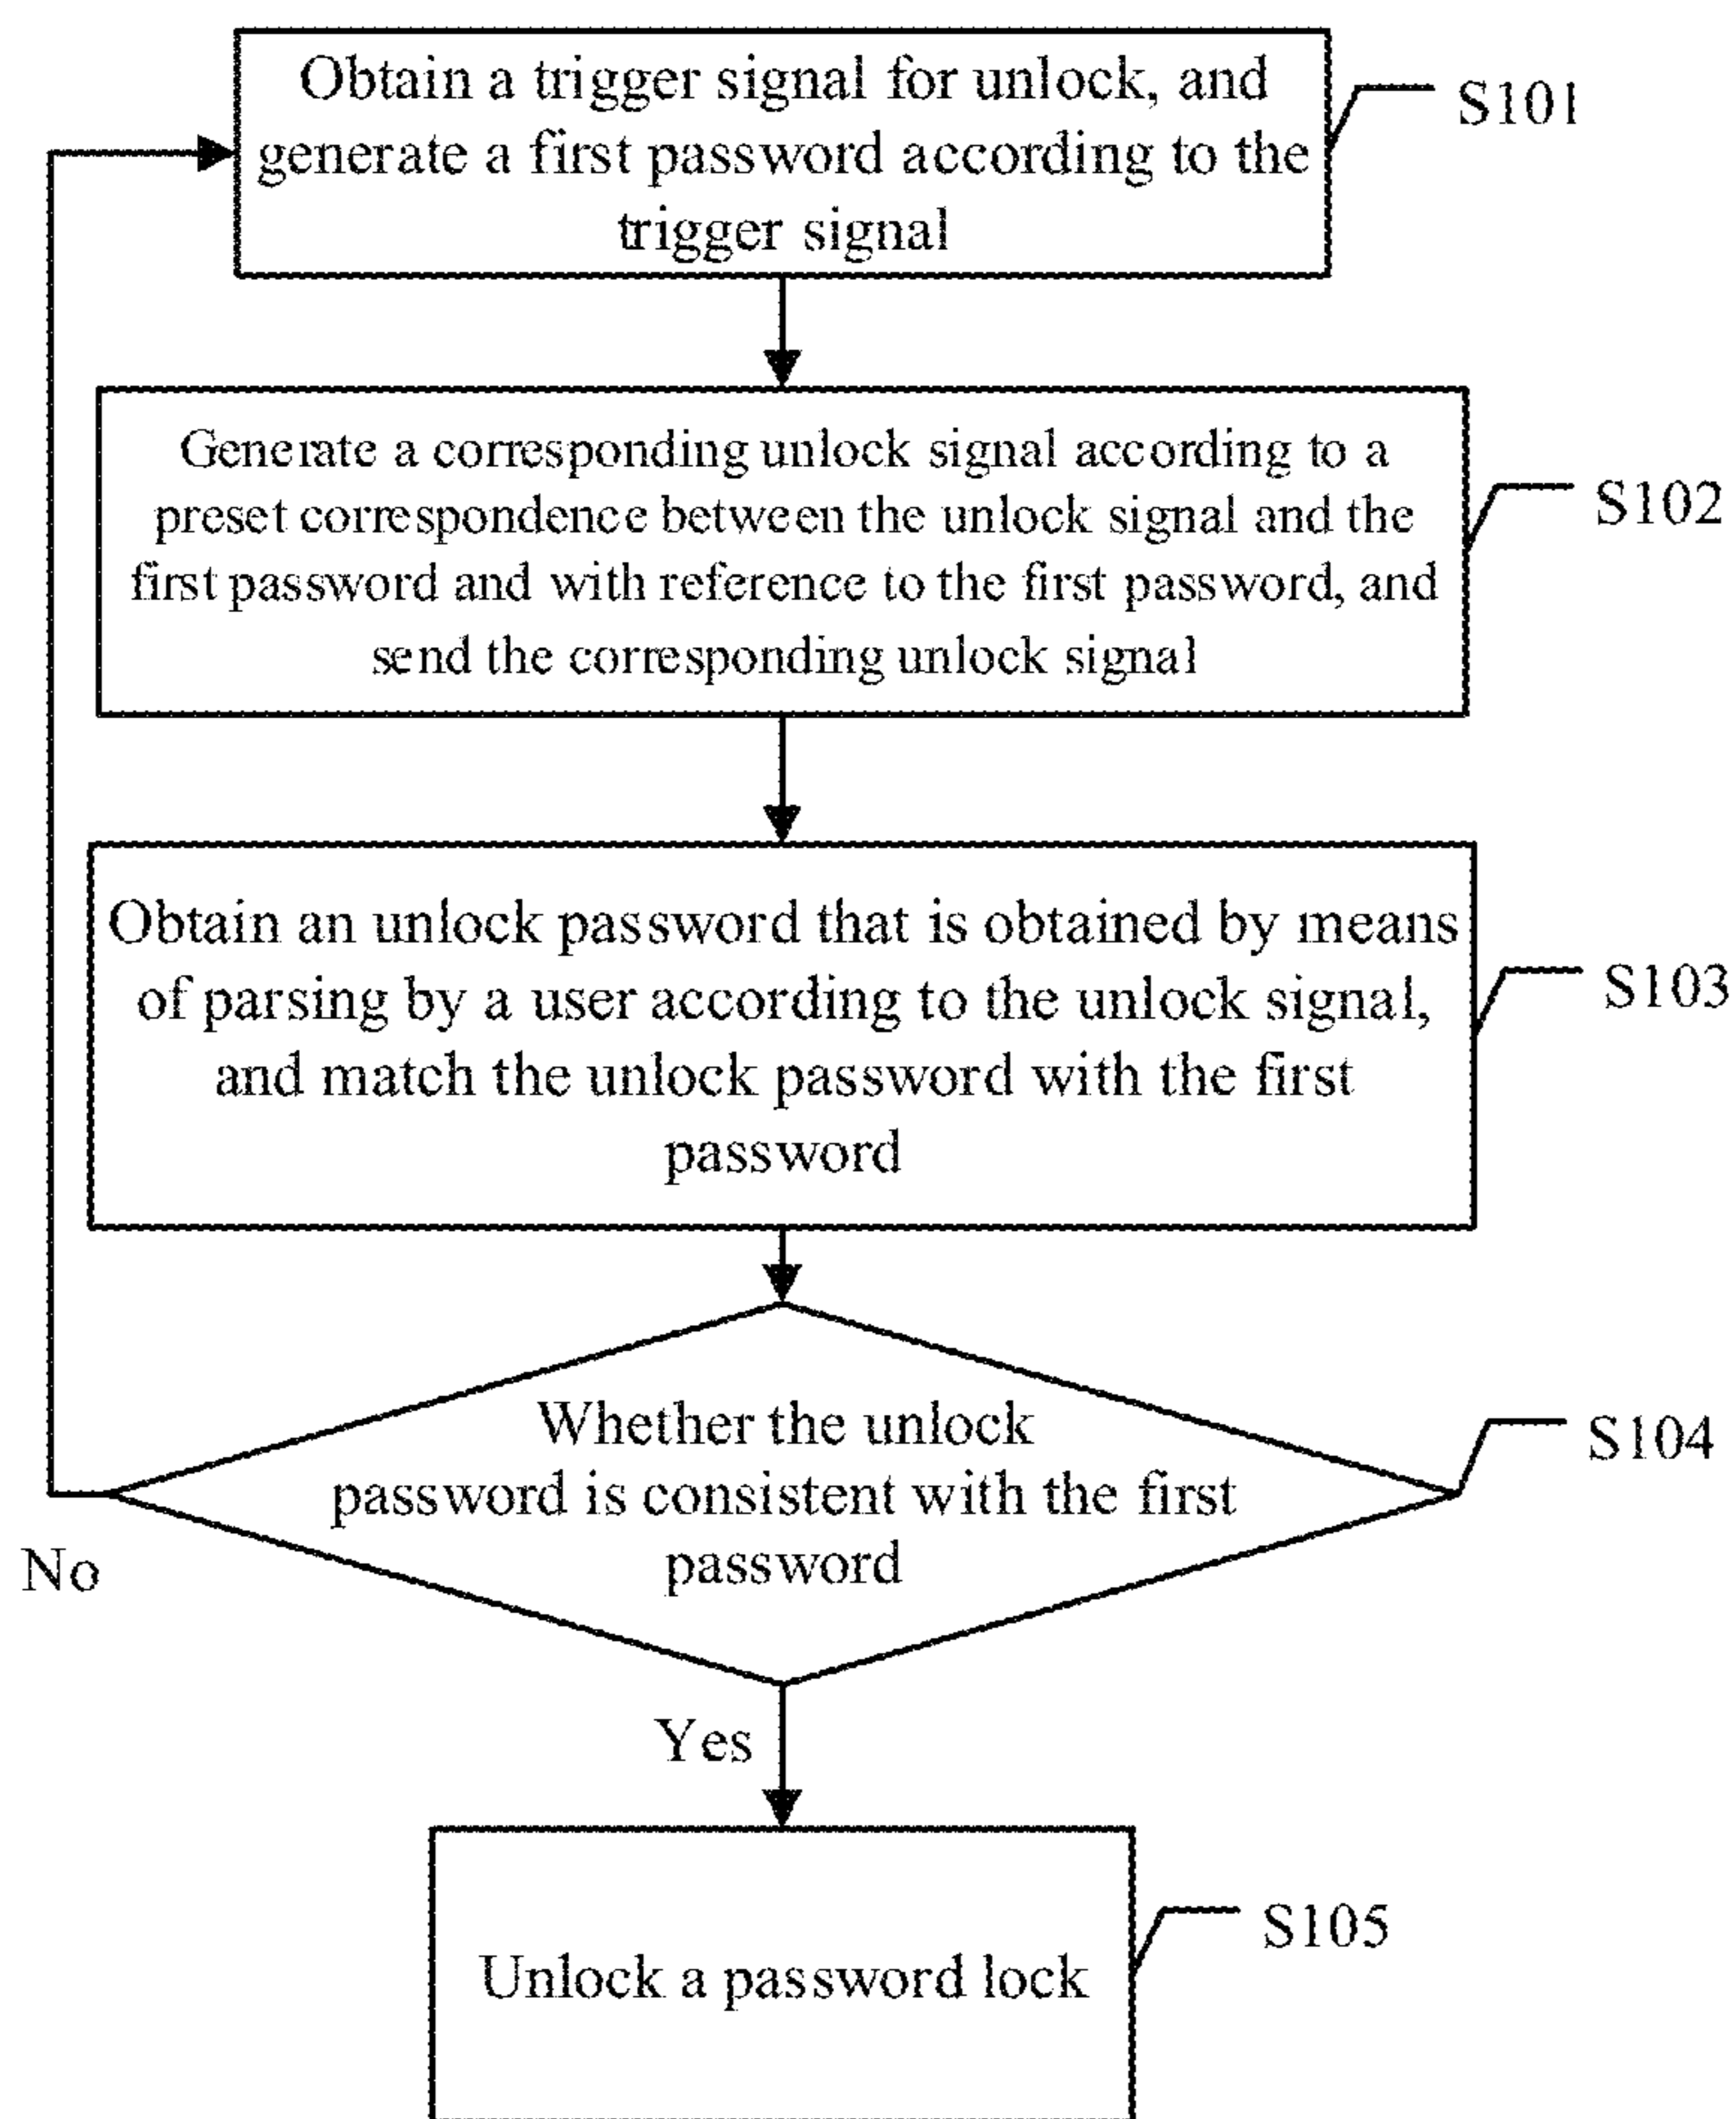 Obtain a trigger signal for unlock, and
generate a first password according to the
trigger signal
S101
Generate a corresponding unlock signal according to a
preset correspondence between the unlock signal and the
first password and with reference to the first password, and
send the corresponding unlock signal
S102
Obtain an unlock password that is obtained by means
of parsing by a user according to the unlock signal,
and match the unlock password with the first
password
S103
Whether the unlock
password is consistent with the first
password
S104
No
Yes
Unlock a password lock
S105